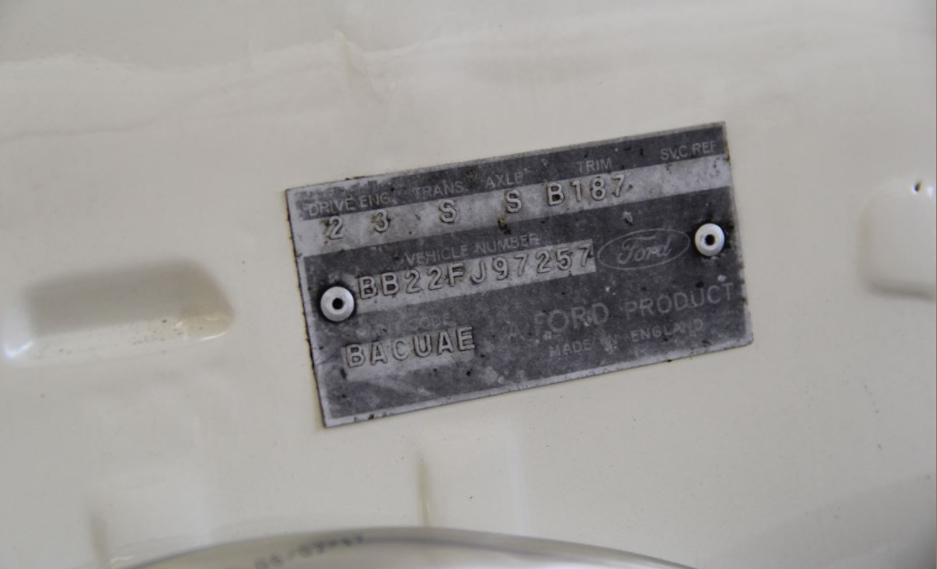 DRIVE ENG. TRANS. AXLE TRIM SVC REF
2 3 S S B187
VEHICLE NUMBER
BB22FJ97257
Ford
BACUAE
A FORD PRODUCT
MADE IN ENGLAND